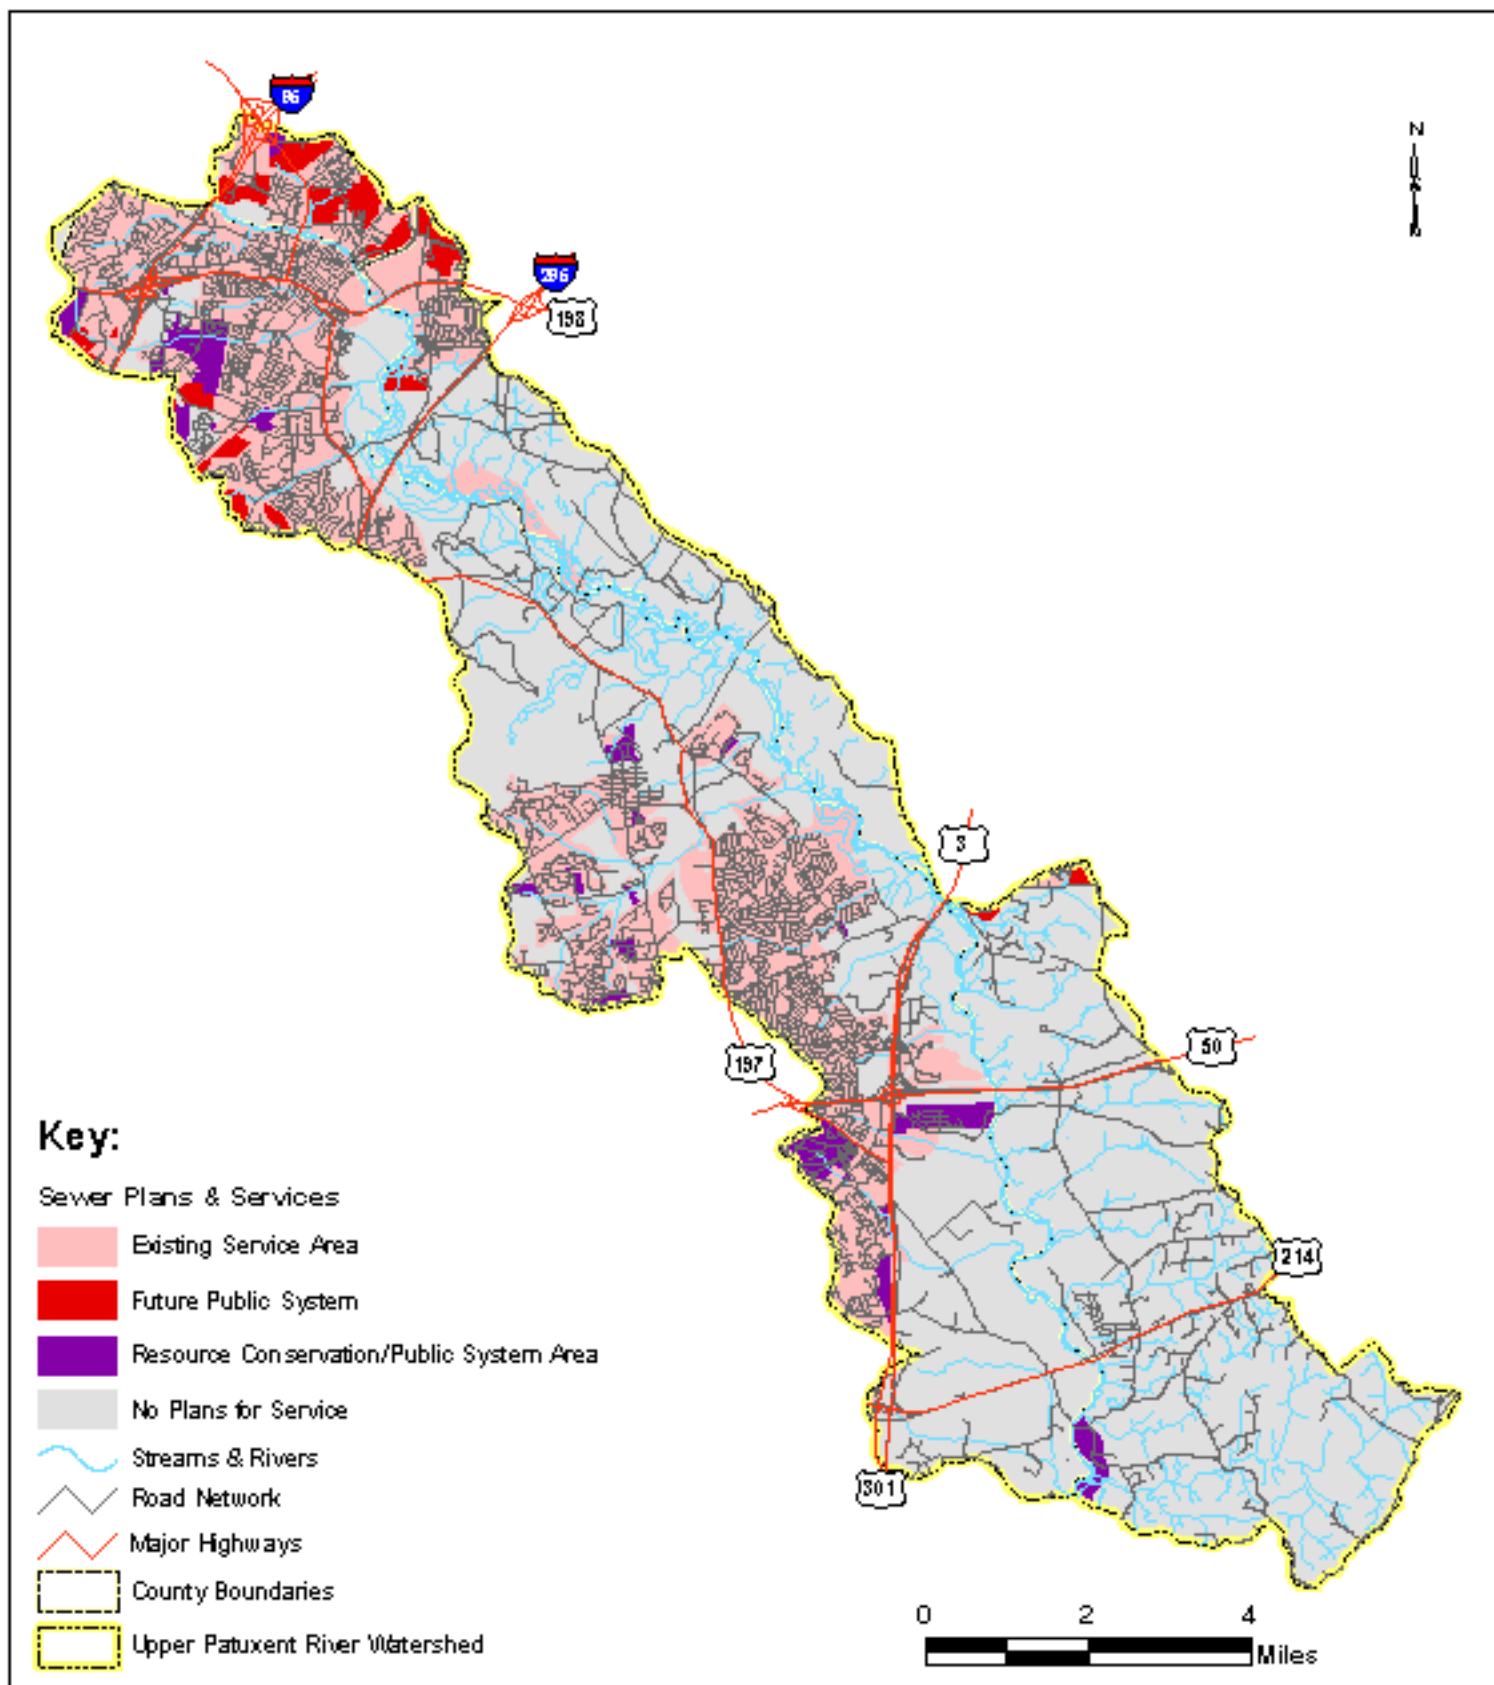 N
296
198
3
50
197
214
301
Key:
Sewer Plans & Services
Existing Service Area
Future Public System
Resource Conservation/Public System Area
No Plans for Service
Streams & Rivers
Road Network
Major Highways
County Boundaries
Upper Patuxent River Watershed
0 2 4
Miles